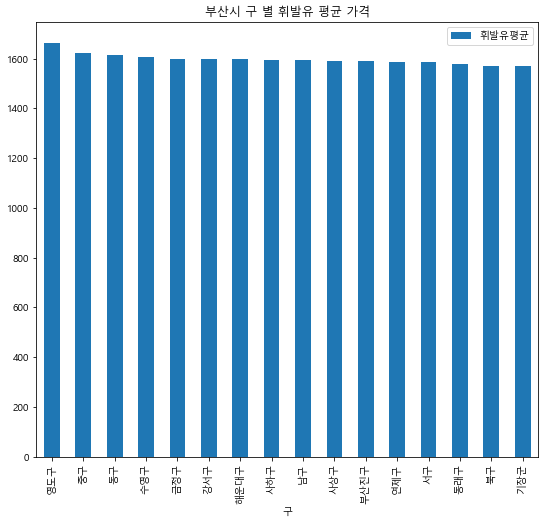 부산시 구 별 휘발유 평균 가격
휘발유평균
1600
1400
1200
1000
800
600
400
200
0
영도구
중구
동구
수영구
금정구
강서구
해운대구
사하구
남구
사상구
부산진구
연제구
서구
동래구
북구
기장군
구